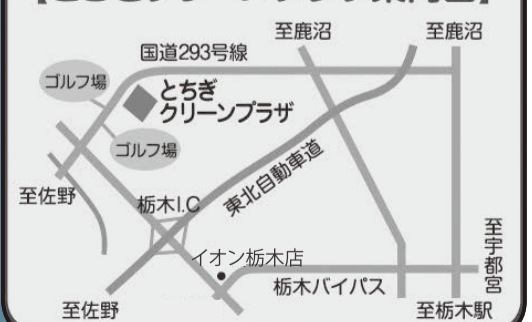 至鹿沼
至鹿沼
国道293号線
ゴルフ場
とちぎ
クリーンプラザ
ゴルフ場
東北自動車道
至佐野
栃木I.C
イオン栃木店
至宇都宮
栃木バイパス
至佐野
至栃木駅